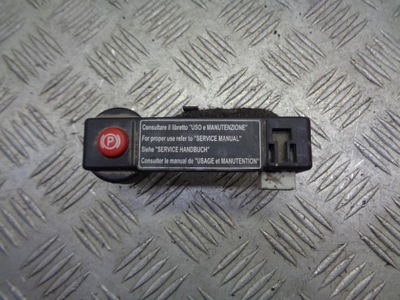 P
Consultare il libretto "USO e MANUTENZIONE"
For proper use refer to "SERVICE MANUAL"
Siehe "SERVICE HANDBUCH"
Consulter le manual de "USAGE et MANUTENTION"